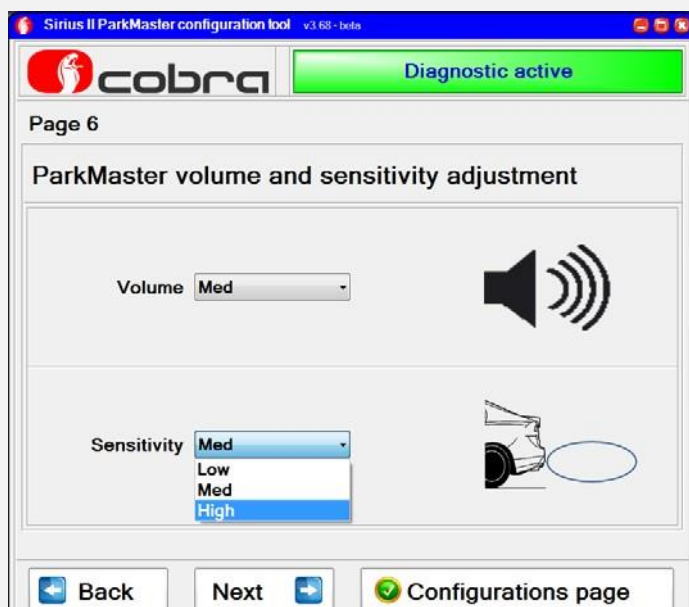 Sirius II ParkMaster configuration tool v3.68 - beta
cobra
Diagnostic active
Page 6
ParkMaster volume and sensitivity adjustment
Volume Med
Sensitivity Med
Low
Med
High
Back Next Configurations page